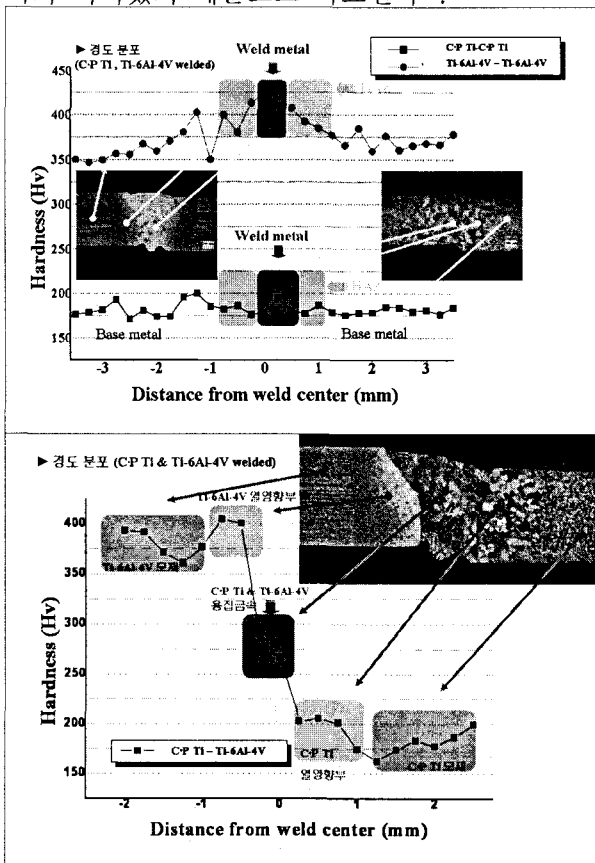 ▶ 경도 분포
(C·P Ti, Ti-6Al-4V welded)
Weld metal
C·P Ti-C·P Ti
Ti-6Al-4V – Ti-6Al-4V
HAZ
450
400
350
300
250
200
150
Hardness (Hv)
Weld metal
HAZ
Base metal
Base metal
-3 -2 -1 0 1 2 3
Distance from weld center (mm)
▶ 경도 분포 (C·P Ti & Ti-6Al-4V welded)
Ti-6Al-4V 열영향부
400
Ti-6Al-4V 모재
350
C·P Ti & Ti-6Al-4V
용접금속
300
250
200
150
Hardness (Hv)
C·P Ti – Ti-6Al-4V
C·P Ti
열영향부
C·P Ti 모재
-2 -1 0 1 2
Distance from weld center (mm)